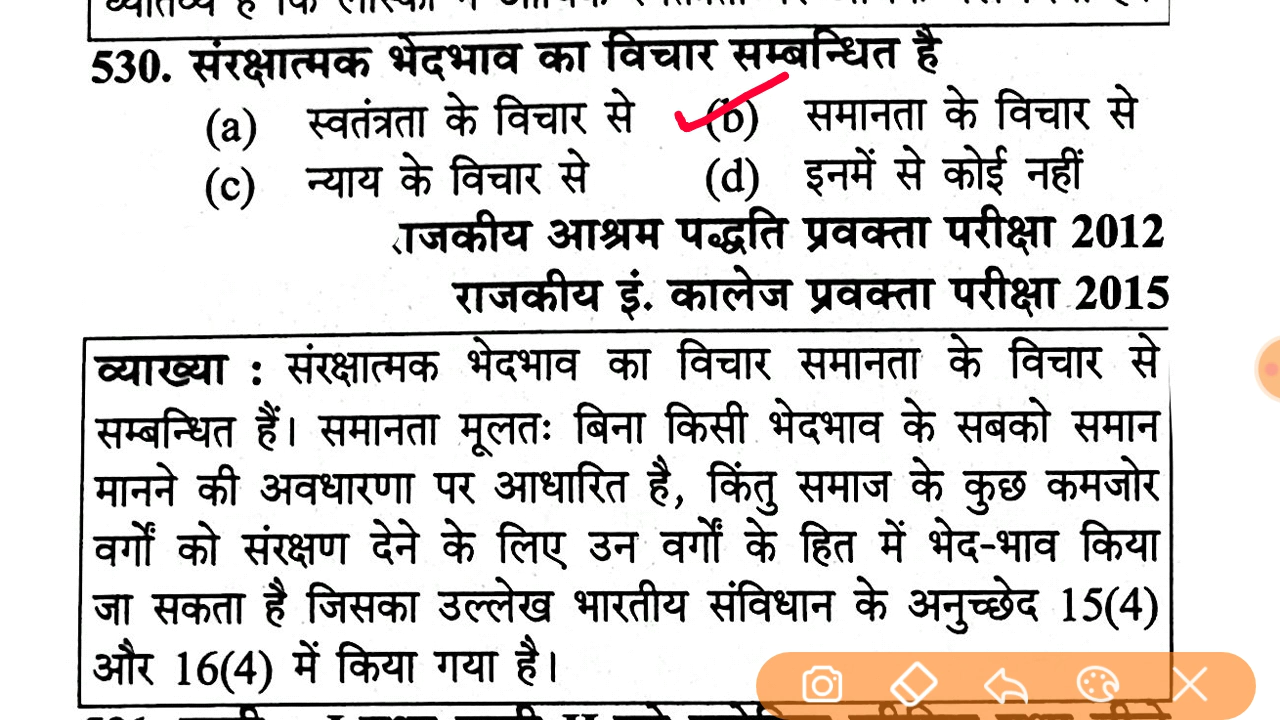 530. संरक्षात्मक भेदभाव का विचार सम्बन्धित है
(a) स्वतंत्रता के विचार से (b) समानता के विचार से
(c) न्याय के विचार से (d) इनमें से कोई नहीं
राजकीय आश्रम पद्धति प्रवक्ता परीक्षा 2012
राजकीय इं. कालेज प्रवक्ता परीक्षा 2015
व्याख्या : संरक्षात्मक भेदभाव का विचार समानता के विचार से
सम्बन्धित हैं। समानता मूलतः बिना किसी भेदभाव के सबको समान
मानने की अवधारणा पर आधारित है, किंतु समाज के कुछ कमजोर
वर्गों को संरक्षण देने के लिए उन वर्गों के हित में भेद-भाव किया
जा सकता है जिसका उल्लेख भारतीय संविधान के अनुच्छेद 15(4)
और 16(4) में किया गया है।